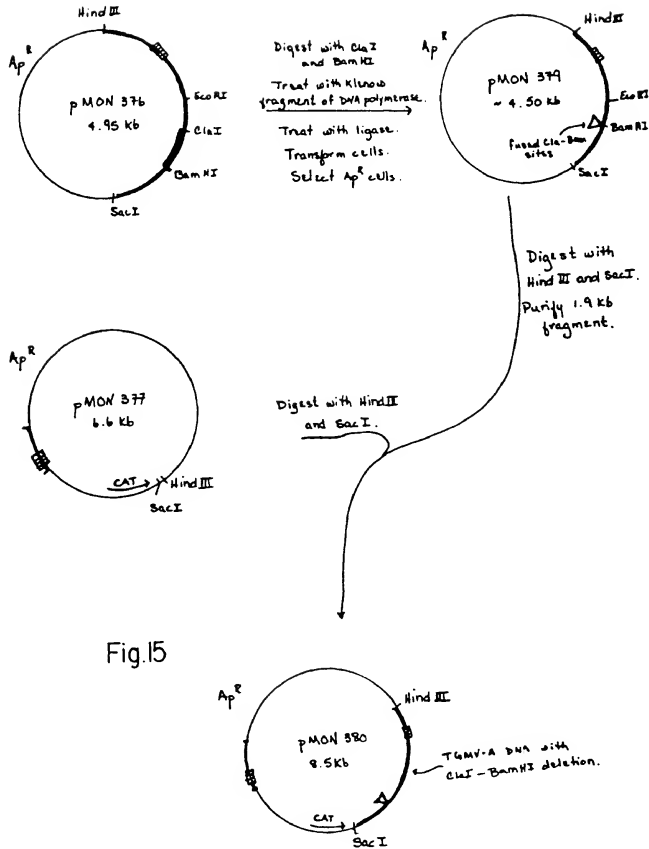 Hind III
Ap R
pMON 376
4.95 Kb
EcoRI
ClaI
BamHI
SacI
Digest with ClaI
and BamHI
Treat with Klenow
fragment of DNA polymerase.
Treat with ligase.
Transform cells.
Select ApR cells.
Hind III
Ap R
pMON 379
~ 4.50 kb
EcoRI
BamHI
fused Cla-Bam
sites
SacI
Digest with
Hind III and SacI.
Purify 1.9 Kb
fragment.
Ap R
pMON 377
6.6 Kb
CAT
Hind III
SacI
Digest with Hind III
and SacI.
Fig.15
Ap R
Hind III
pMON 380
8.5Kb
TGMV-A DNA with
ClaI-BamHI deletion.
CAT
SacI